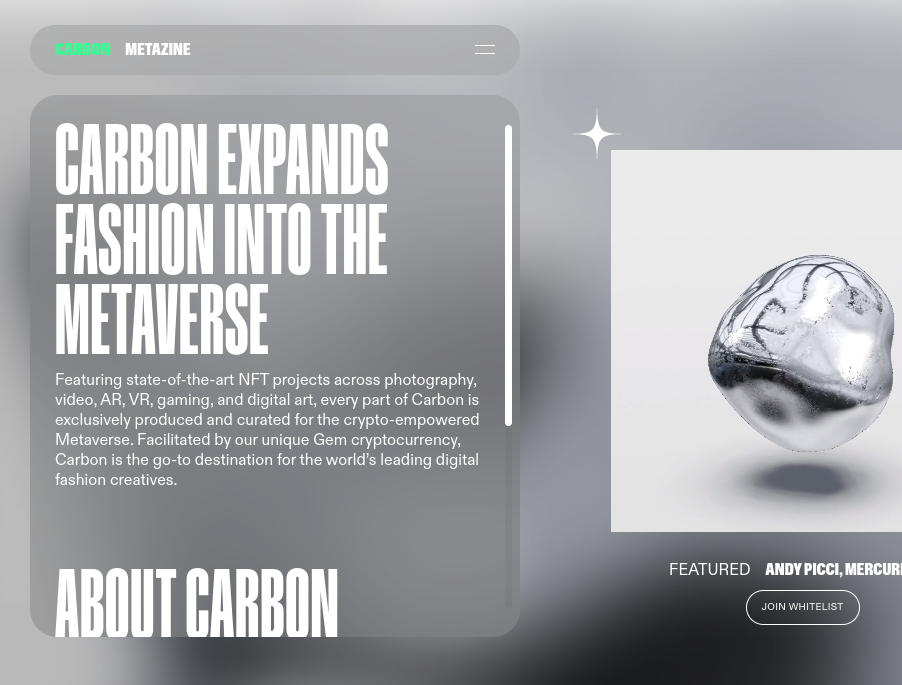 CARBON METAZINE
CARBON EXPANDS
FASHION INTO THE
METAVERSE
Featuring state-of-the-art NFT projects across photography,
video, AR, VR, gaming, and digital art, every part of Carbon is
exclusively produced and curated for the crypto-empowered
Metaverse. Facilitated by our unique Gem cryptocurrency,
Carbon is the go-to destination for the world’s leading digital
fashion creatives.
ABOUT CARBON
FEATURED ANDY PICCI,
JOIN WHITELIST